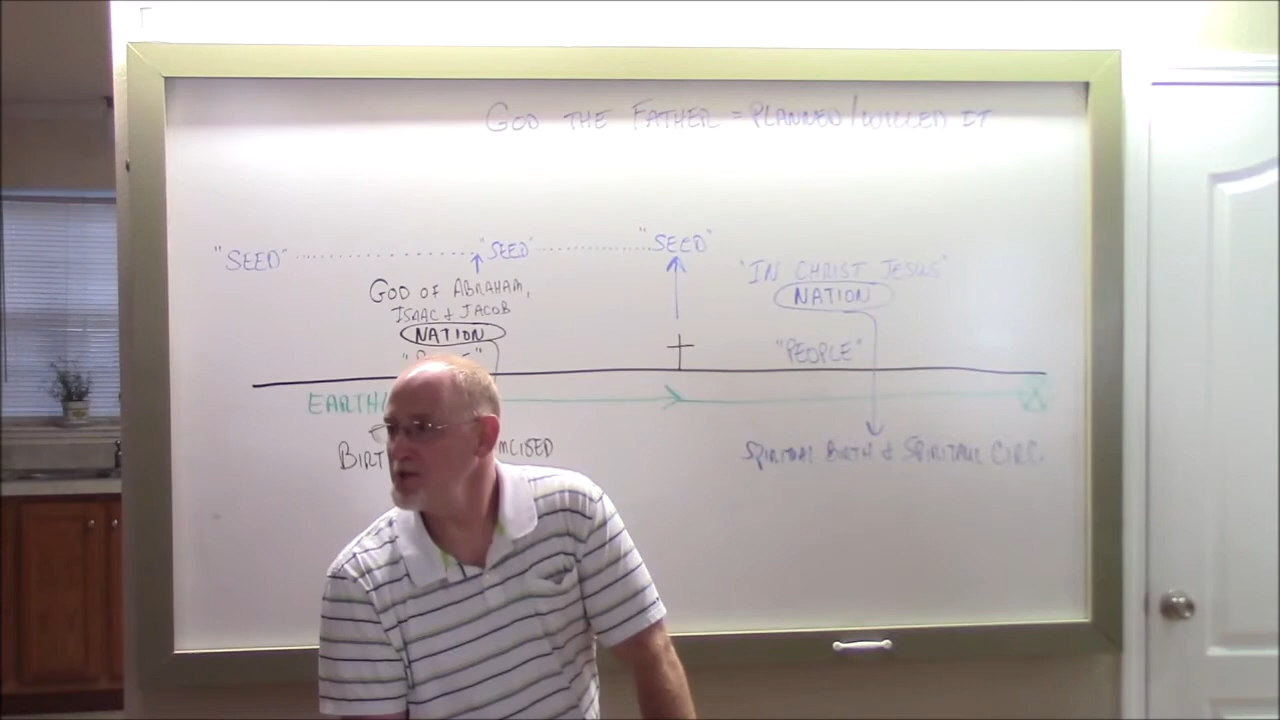 GOD THE FATHER = PLANNED/WILLED IT
"SEED" "SEED" "SEED"
"IN CHRIST JESUS"
GOD OF ABRAHAM,
ISAAC & JACOB
NATION
NATION
"PEOPLE"
SPIRITUAL BIRTH & SPIRITUAL CIRC.